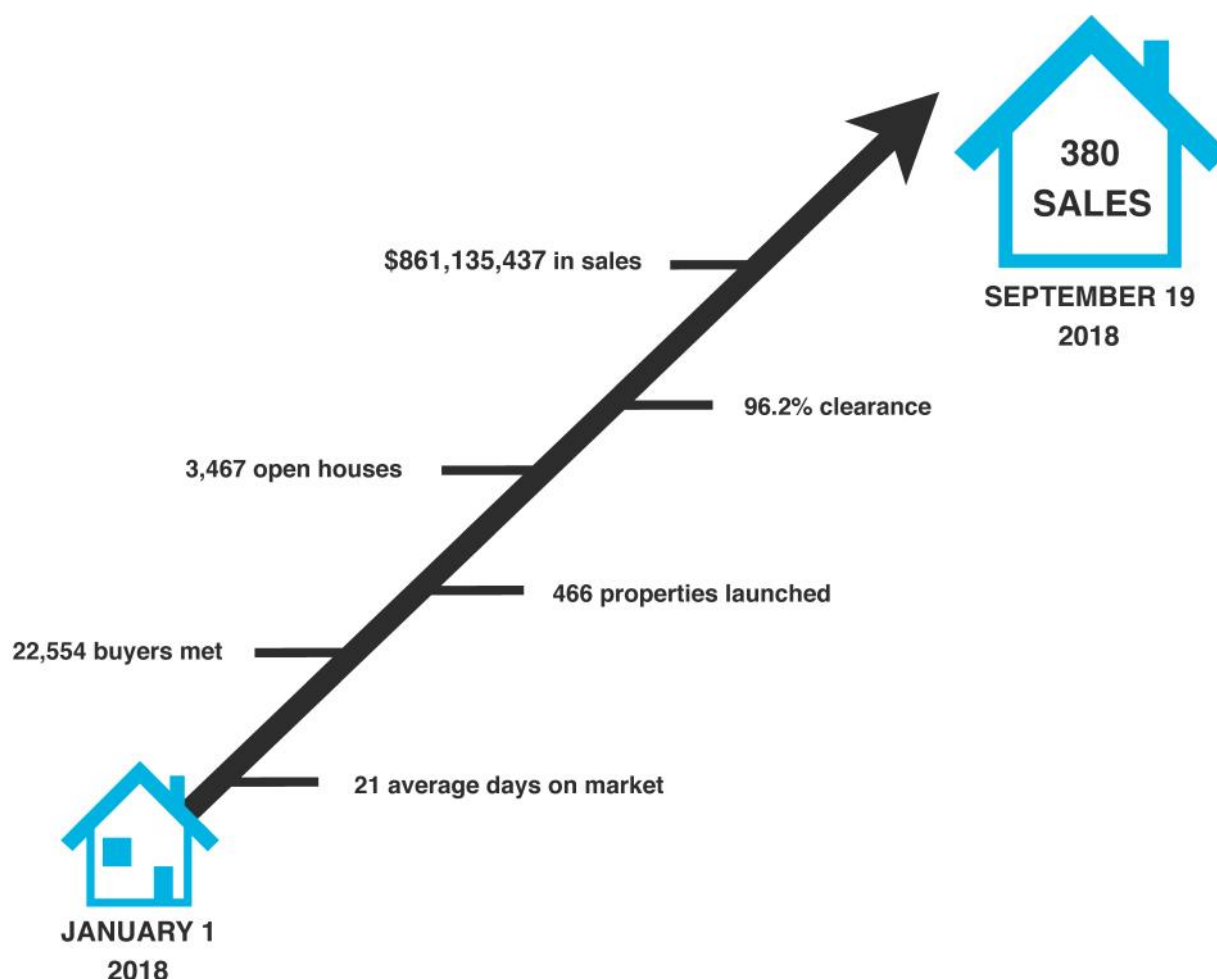 380
SALES
SEPTEMBER 19
2018
$861,135,437 in sales
96.2% clearance
3,467 open houses
466 properties launched
22,554 buyers met
21 average days on market
JANUARY 1
2018